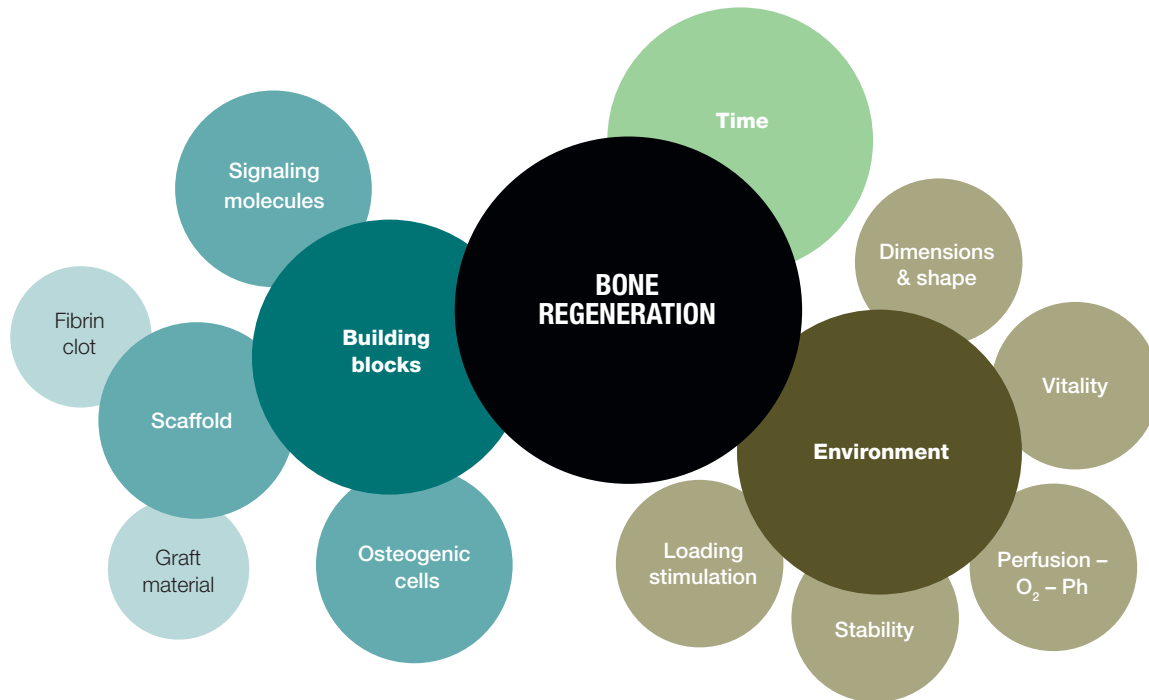 Time
Signaling
molecules
Dimensions
& shape
BONE
REGENERATION
Fibrin
clot
Building
blocks
Vitality
Scaffold
Environment
Graft
material
Osteogenic
cells
Loading
stimulation
Perfusion –
O₂ – Ph
Stability